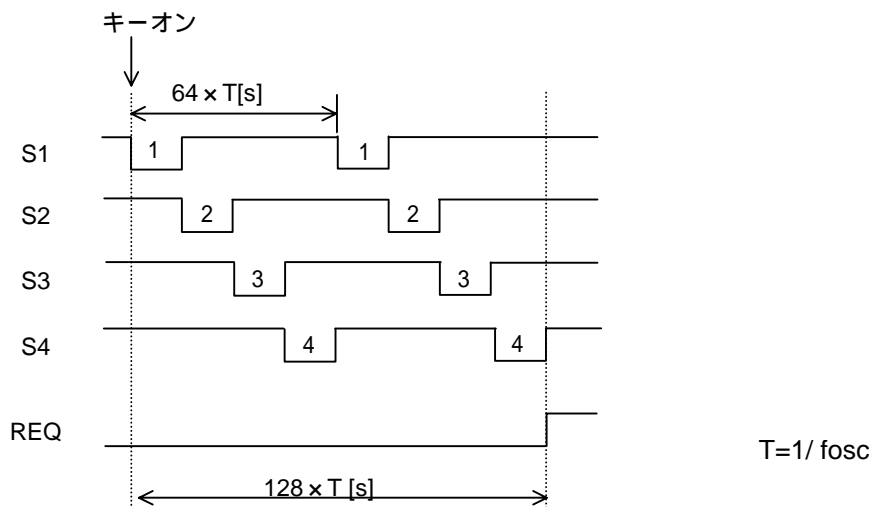 キーオン
64×T[s]
S1 1 1
S2 2 2
S3 3 3
S4 4 4
REQ
T=1/ fosc
128×T [s]